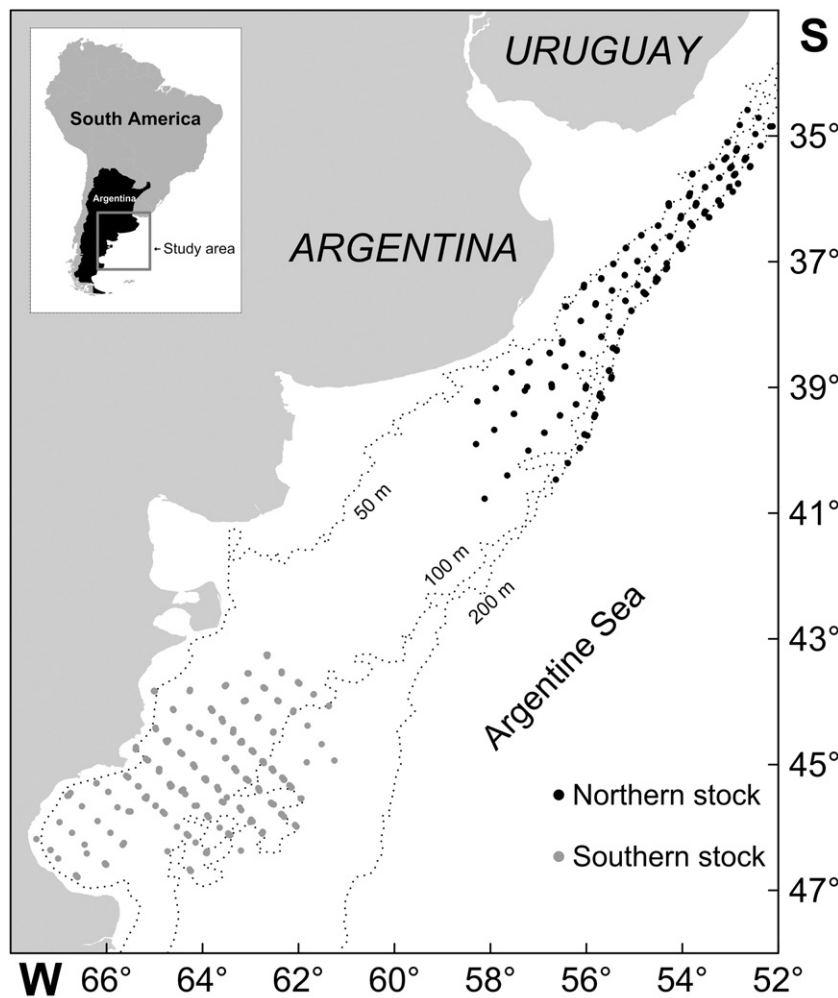 S
URUGUAY
South America
Argentina
Study area
ARGENTINA
35°
37°
39°
41°
43°
45°
47°
50 m
100 m
200 m
Argentine Sea
Northern stock
Southern stock
W 66° 64° 62° 60° 58° 56° 54° 52°